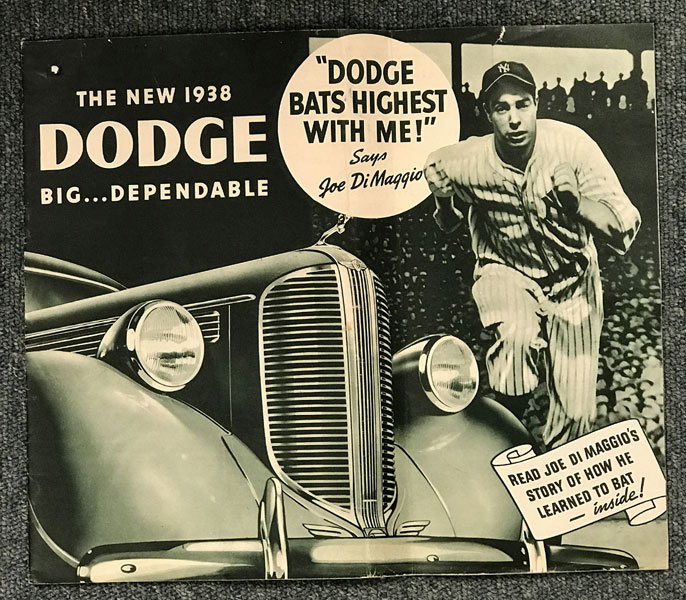 THE NEW 1938
DODGE
BIG...DEPENDABLE
"DODGE
BATS HIGHEST
WITH ME!"
Says
Joe DiMaggio
NY
READ JOE DI MAGGIO'S
STORY OF HOW HE
LEARNED TO BAT
— inside!